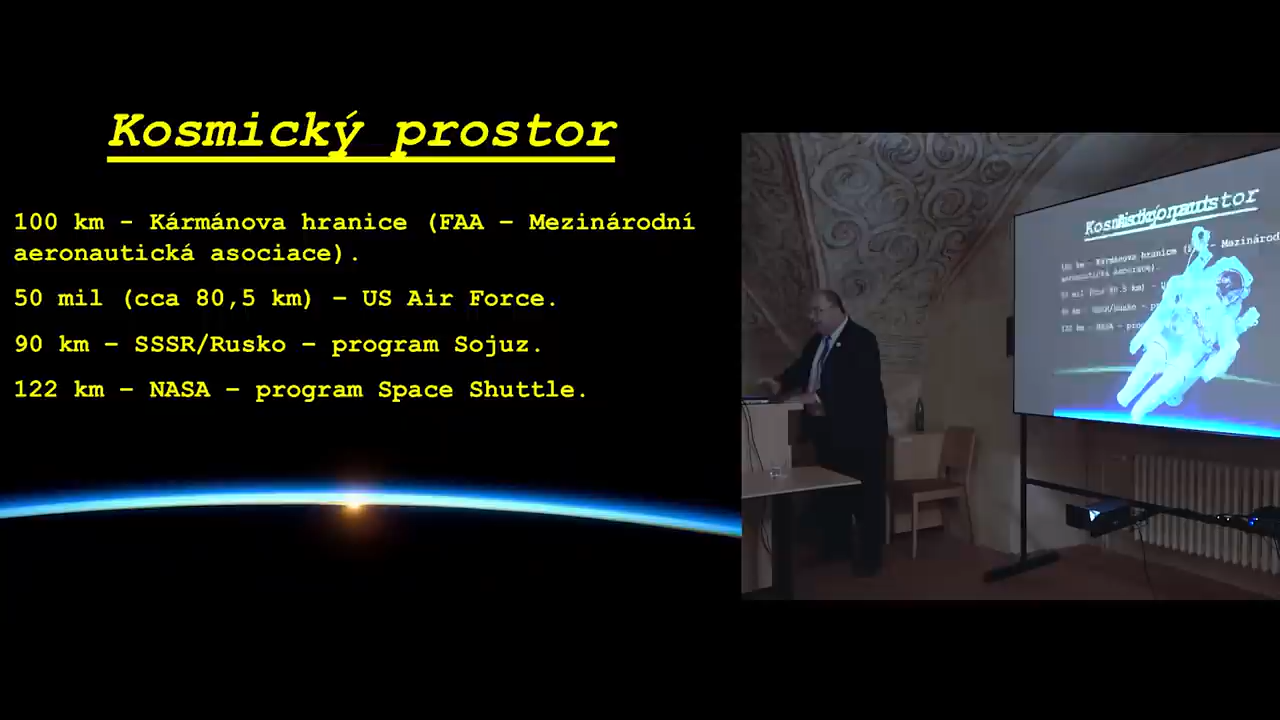 Kosmický prostor
100 km – Kármánova hranice (FAA – Mezinárodní
aeronautická asociace).
50 mil (cca 80,5 km) – US Air Force.
90 km – SSSR/Rusko – program Sojuz.
122 km – NASA – program Space Shuttle.